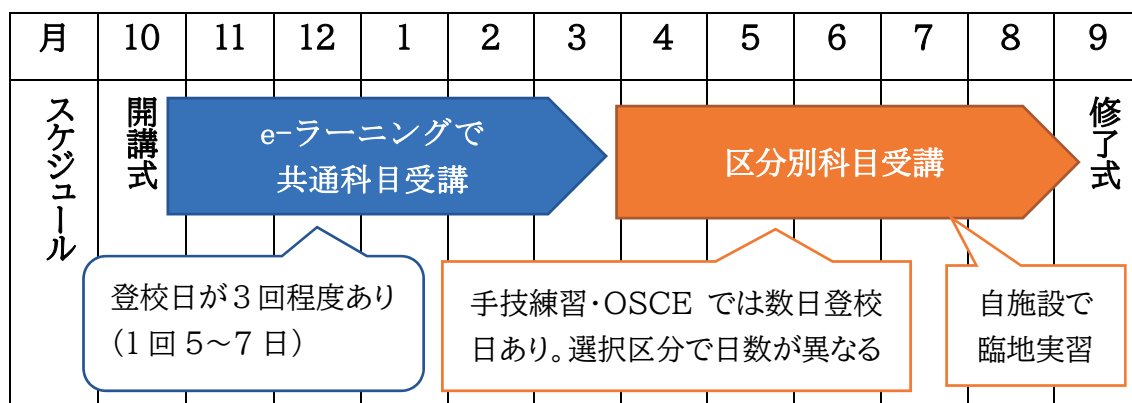 月 10 11 12 1 2 3 4 5 6 7 8 9
スケジュール
開講式
e-ラーニングで
共通科目受講
区分別科目受講
修了式
登校日が3回程度あり
(1回5~7日)
手技練習・OSCE では数日登校
日あり。選択区分で日数が異なる
自施設で
臨地実習